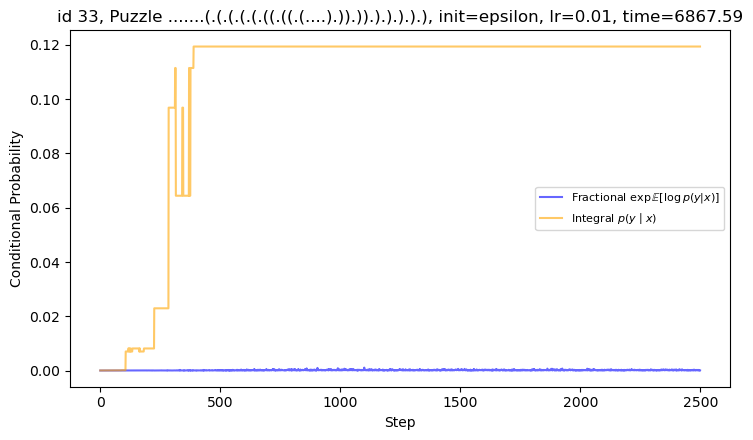 id 33, Puzzle .......(.(.(.(.(.((.((.(....).)).)).).).).).), init=epsilon, lr=0.01, time=6867.59
Conditional Probability
0.12
0.10
0.08
0.06
0.04
0.02
0.00
Fractional exp𝔼[log p(y|x)]
Integral p(y | x)
0
500
1000
1500
2000
2500
Step